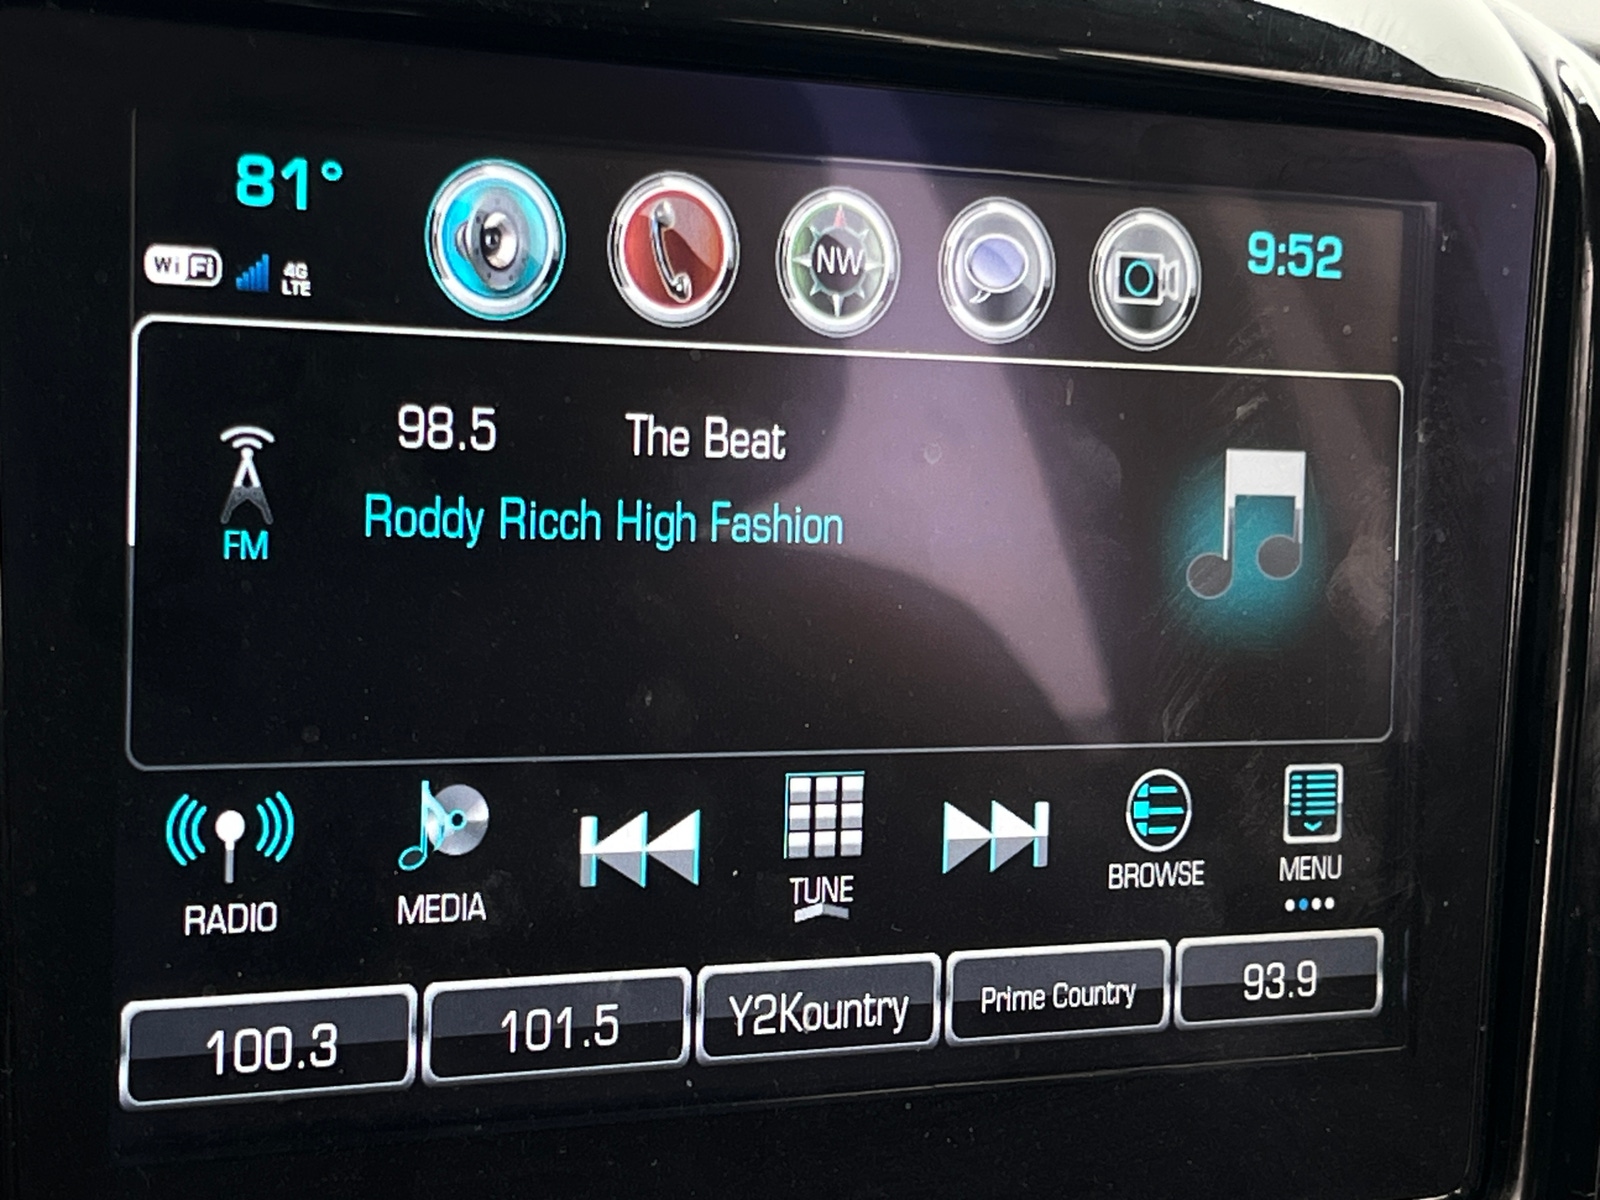 81°
WiFi
4G
LTE
NW
9:52
98.5 The Beat
FM
Roddy Ricch High Fashion
RADIO
MEDIA
TUNE
BROWSE
MENU
100.3
101.5
Y2Kountry
Prime Country
93.9